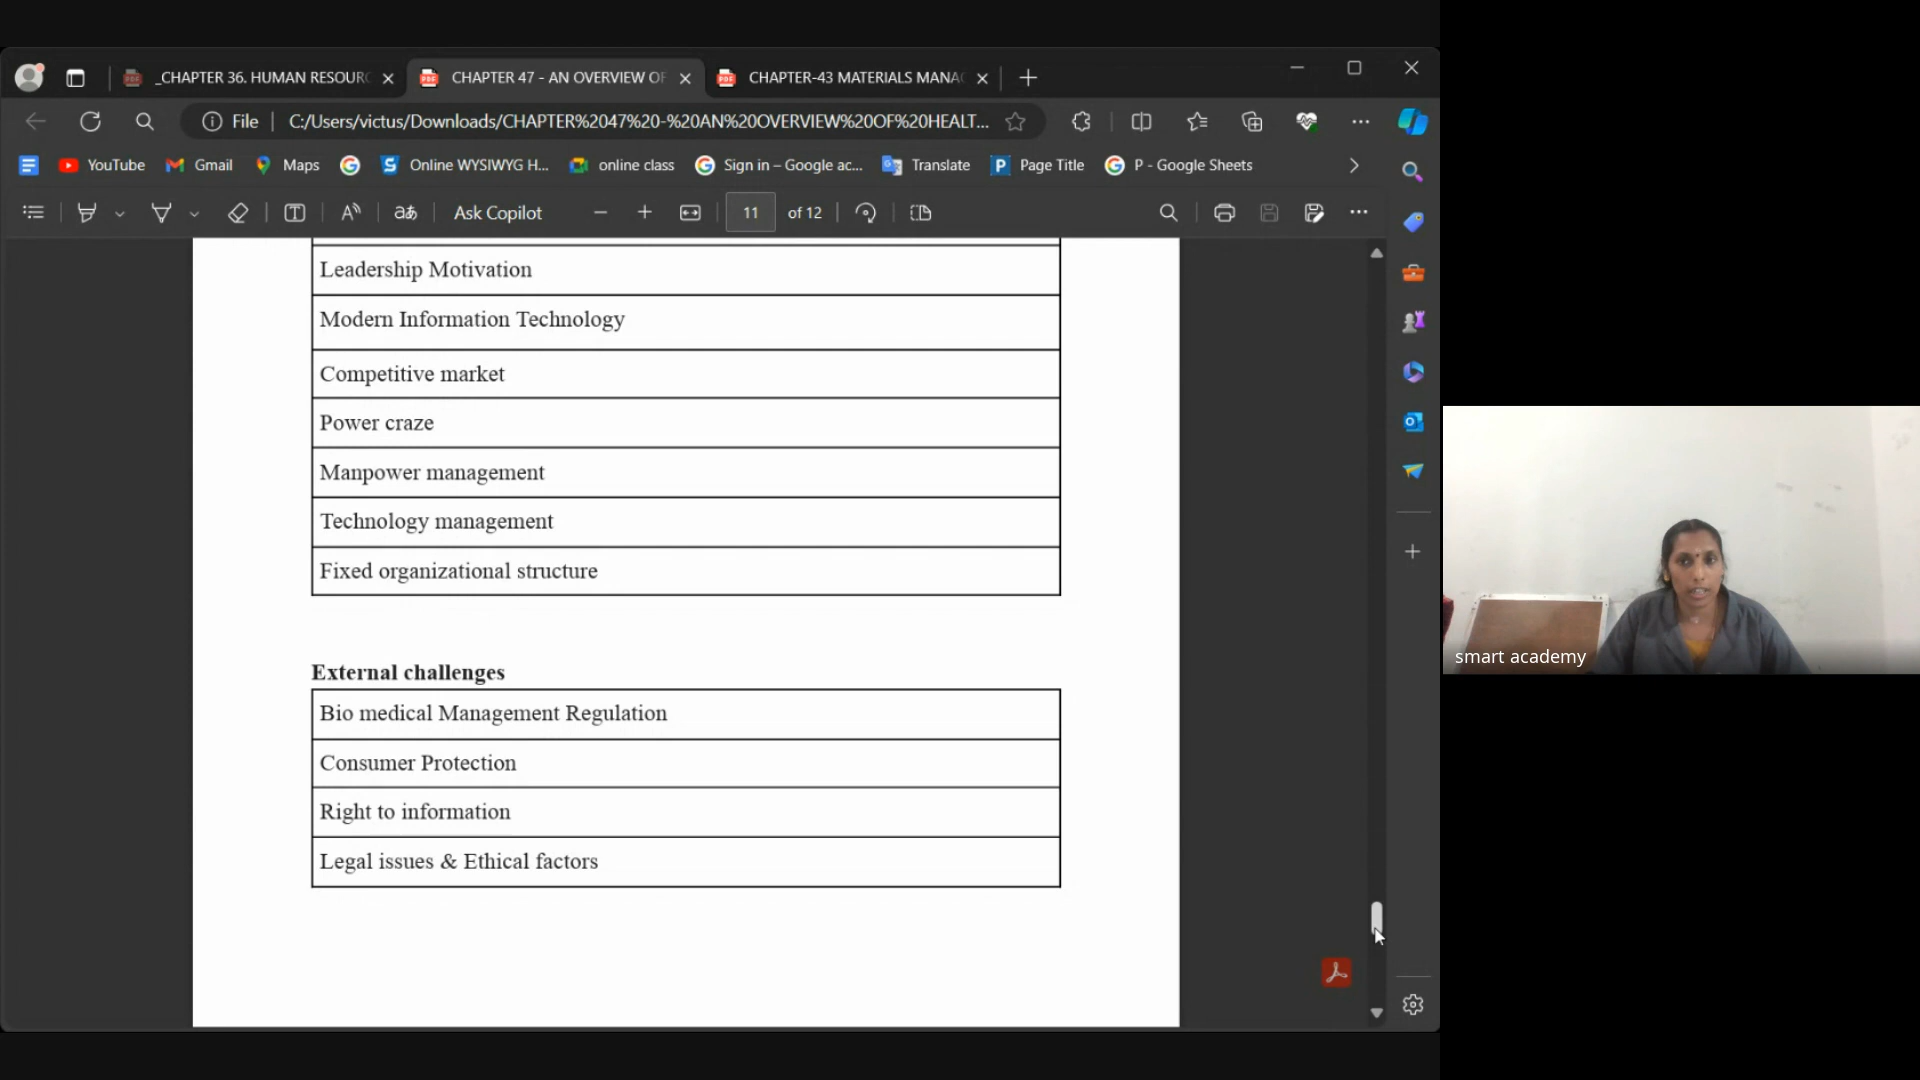 _CHAPTER 36. HUMAN RESOURC
CHAPTER 47 - AN OVERVIEW OF
CHAPTER-43 MATERIALS MANAG
File
C:/Users/victus/Downloads/CHAPTER%2047%20-%20AN%20OVERVIEW%20OF%20HEALT...
YouTube
Gmail
Maps
Online WYSIWYG H...
online class
Sign in – Google ac...
Translate
Page Title
P - Google Sheets
Ask Copilot
11 of 12
Leadership Motivation
Modern Information Technology
Competitive market
Power craze
Manpower management
Technology management
Fixed organizational structure
External challenges
Bio medical Management Regulation
Consumer Protection
Right to information
Legal issues & Ethical factors
smart academy